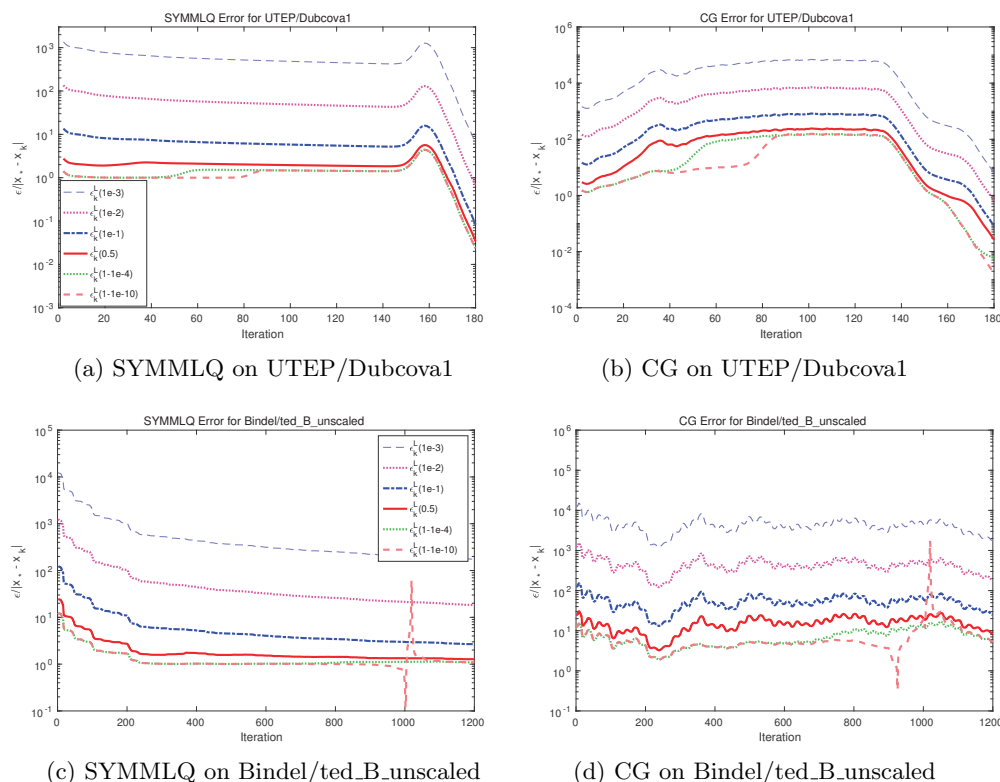 SYMMLQ Error for UTEP/Dubcova1
ϵ/|x⋆ - xₖ|
10³
10²
10¹
10⁰
10⁻¹
10⁻²
10⁻³
ϵₖᴸ(1e-3)
ϵₖᴸ(1e-2)
ϵₖᴸ(1e-1)
ϵₖᴸ(0.5)
ϵₖᴸ(1-1e-4)
ϵₖᴸ(1-1e-10)
0 20 40 60 80 100 120 140 160 180
Iteration
(a) SYMMLQ on UTEP/Dubcova1
CG Error for UTEP/Dubcova1
ϵ/|x⋆ - xₖ|
10⁶
10⁴
10²
10⁰
10⁻²
10⁻⁴
0 20 40 60 80 100 120 140 160 180
Iteration
(b) CG on UTEP/Dubcova1
SYMMLQ Error for Bindel/ted_B_unscaled
ϵ/|x⋆ - xₖ|
10⁵
10⁴
10³
10²
10¹
10⁰
10⁻¹
ϵₖᴸ(1e-3)
ϵₖᴸ(1e-2)
ϵₖᴸ(1e-1)
ϵₖᴸ(0.5)
ϵₖᴸ(1-1e-4)
ϵₖᴸ(1-1e-10)
0 200 400 600 800 1000 1200
Iteration
(c) SYMMLQ on Bindel/ted_B_unscaled
CG Error for Bindel/ted_B_unscaled
ϵ/|x⋆ - xₖ|
10⁶
10⁵
10⁴
10³
10²
10¹
10⁰
10⁻¹
0 200 400 600 800 1000 1200
Iteration
(d) CG on Bindel/ted_B_unscaled